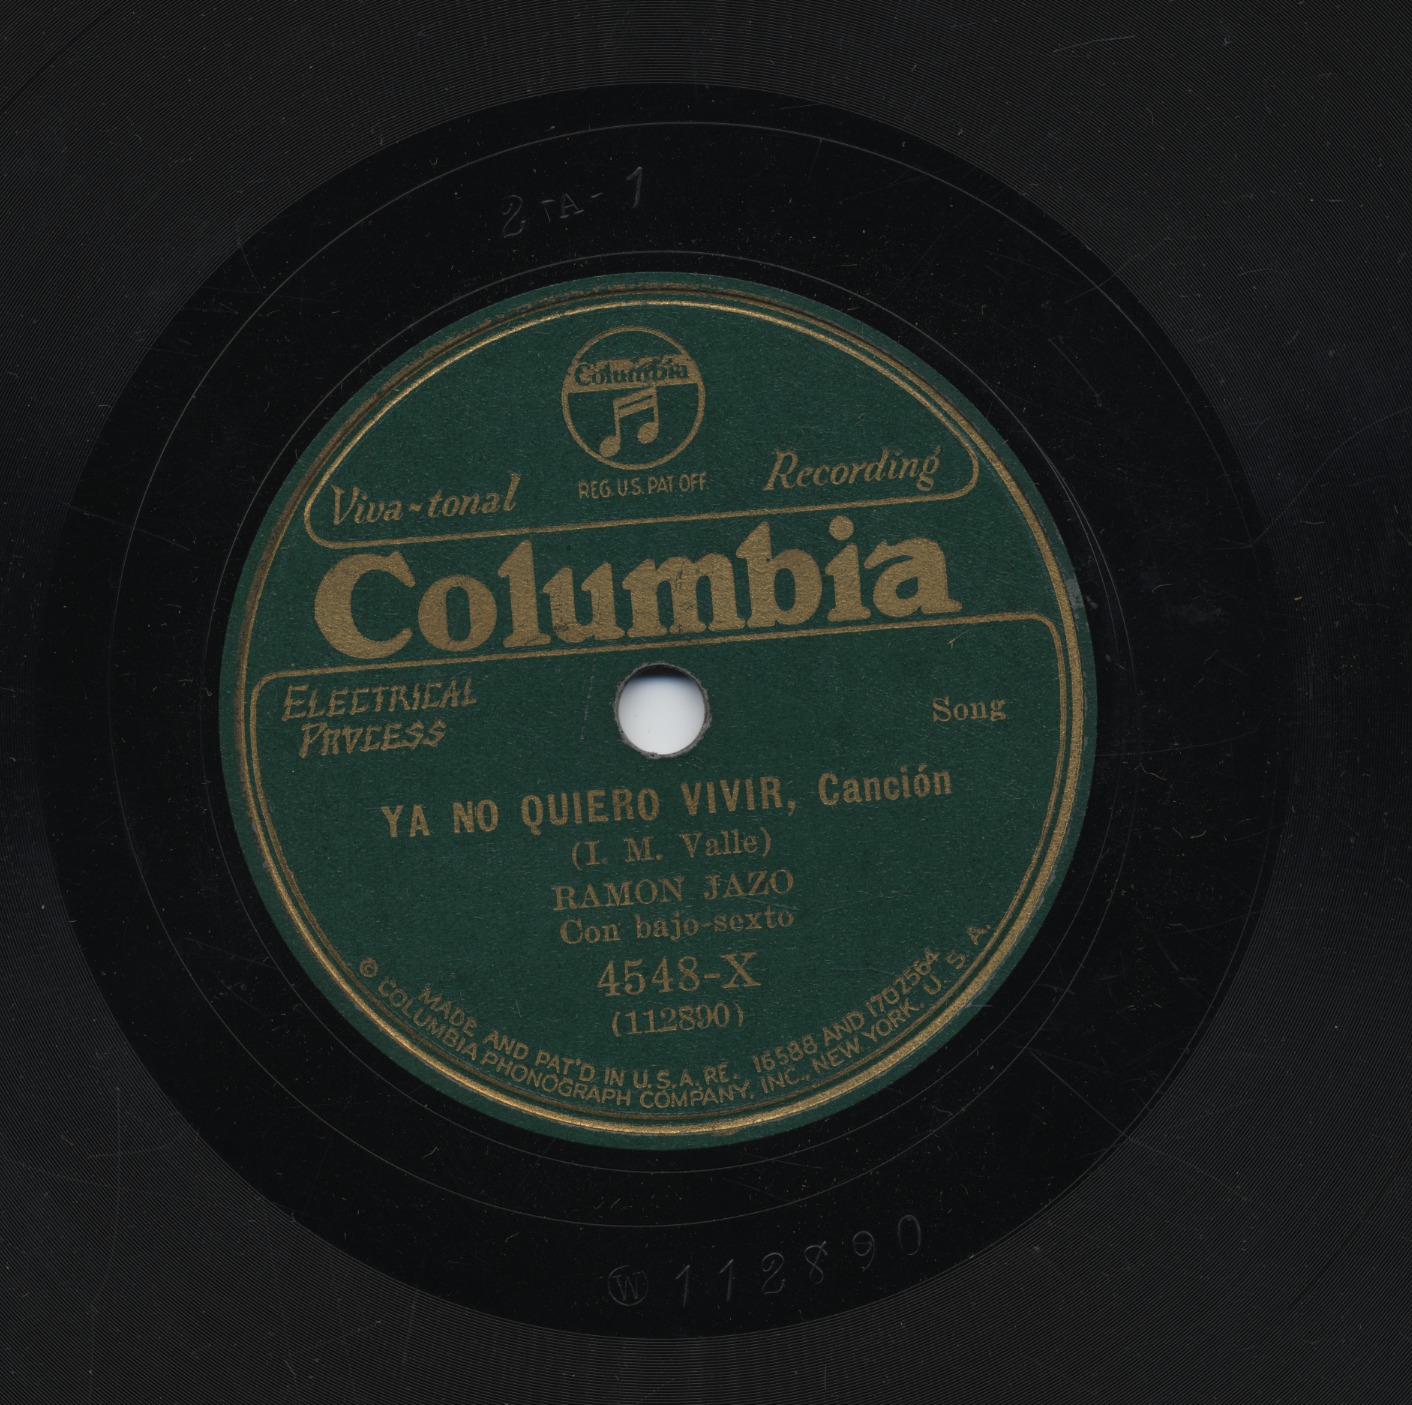 2 TA - 1
Columbia
REG. U.S. PAT. OFF.
Viva-tonal Recording
Columbia
ELECTRICAL
PROCESS
Song
YA NO QUIERO VIVIR, Canción
(I. M. Valle)
RAMON JAZO
Con bajo-sexto
4548-X
(112890)
MADE AND PAT'D IN U.S.A. RE. 16588 AND 1702564
© COLUMBIA PHONOGRAPH COMPANY, INC., NEW YORK, U. S. A.
W 112890